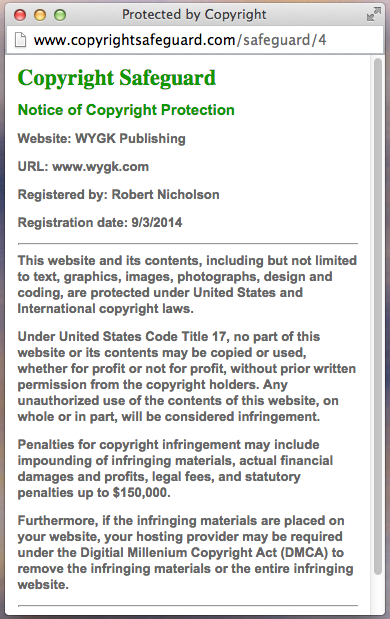 Protected by Copyright
www.copyrightsafeguard.com/safeguard/4
Copyright Safeguard
Notice of Copyright Protection
Website: WYGK Publishing
URL: www.wygk.com
Registered by: Robert Nicholson
Registration date: 9/3/2014
This website and its contents, including but not limited
to text, graphics, images, photographs, design and
coding, are protected under United States and
International copyright laws.
Under United States Code Title 17, no part of this
website or its contents may be copied or used,
whether for profit or not for profit, without prior written
permission from the copyright holders. Any
unauthorized use of the contents of this website, on
whole or in part, will be considered infringement.
Penalties for copyright infringement may include
impounding of infringing materials, actual financial
damages and profits, legal fees, and statutory
penalties up to $150,000.
Furthermore, if the infringing materials are placed on
your website, your hosting provider may be required
under the Digitial Millenium Copyright Act (DMCA) to
remove the infringing materials or the entire infringing
website.